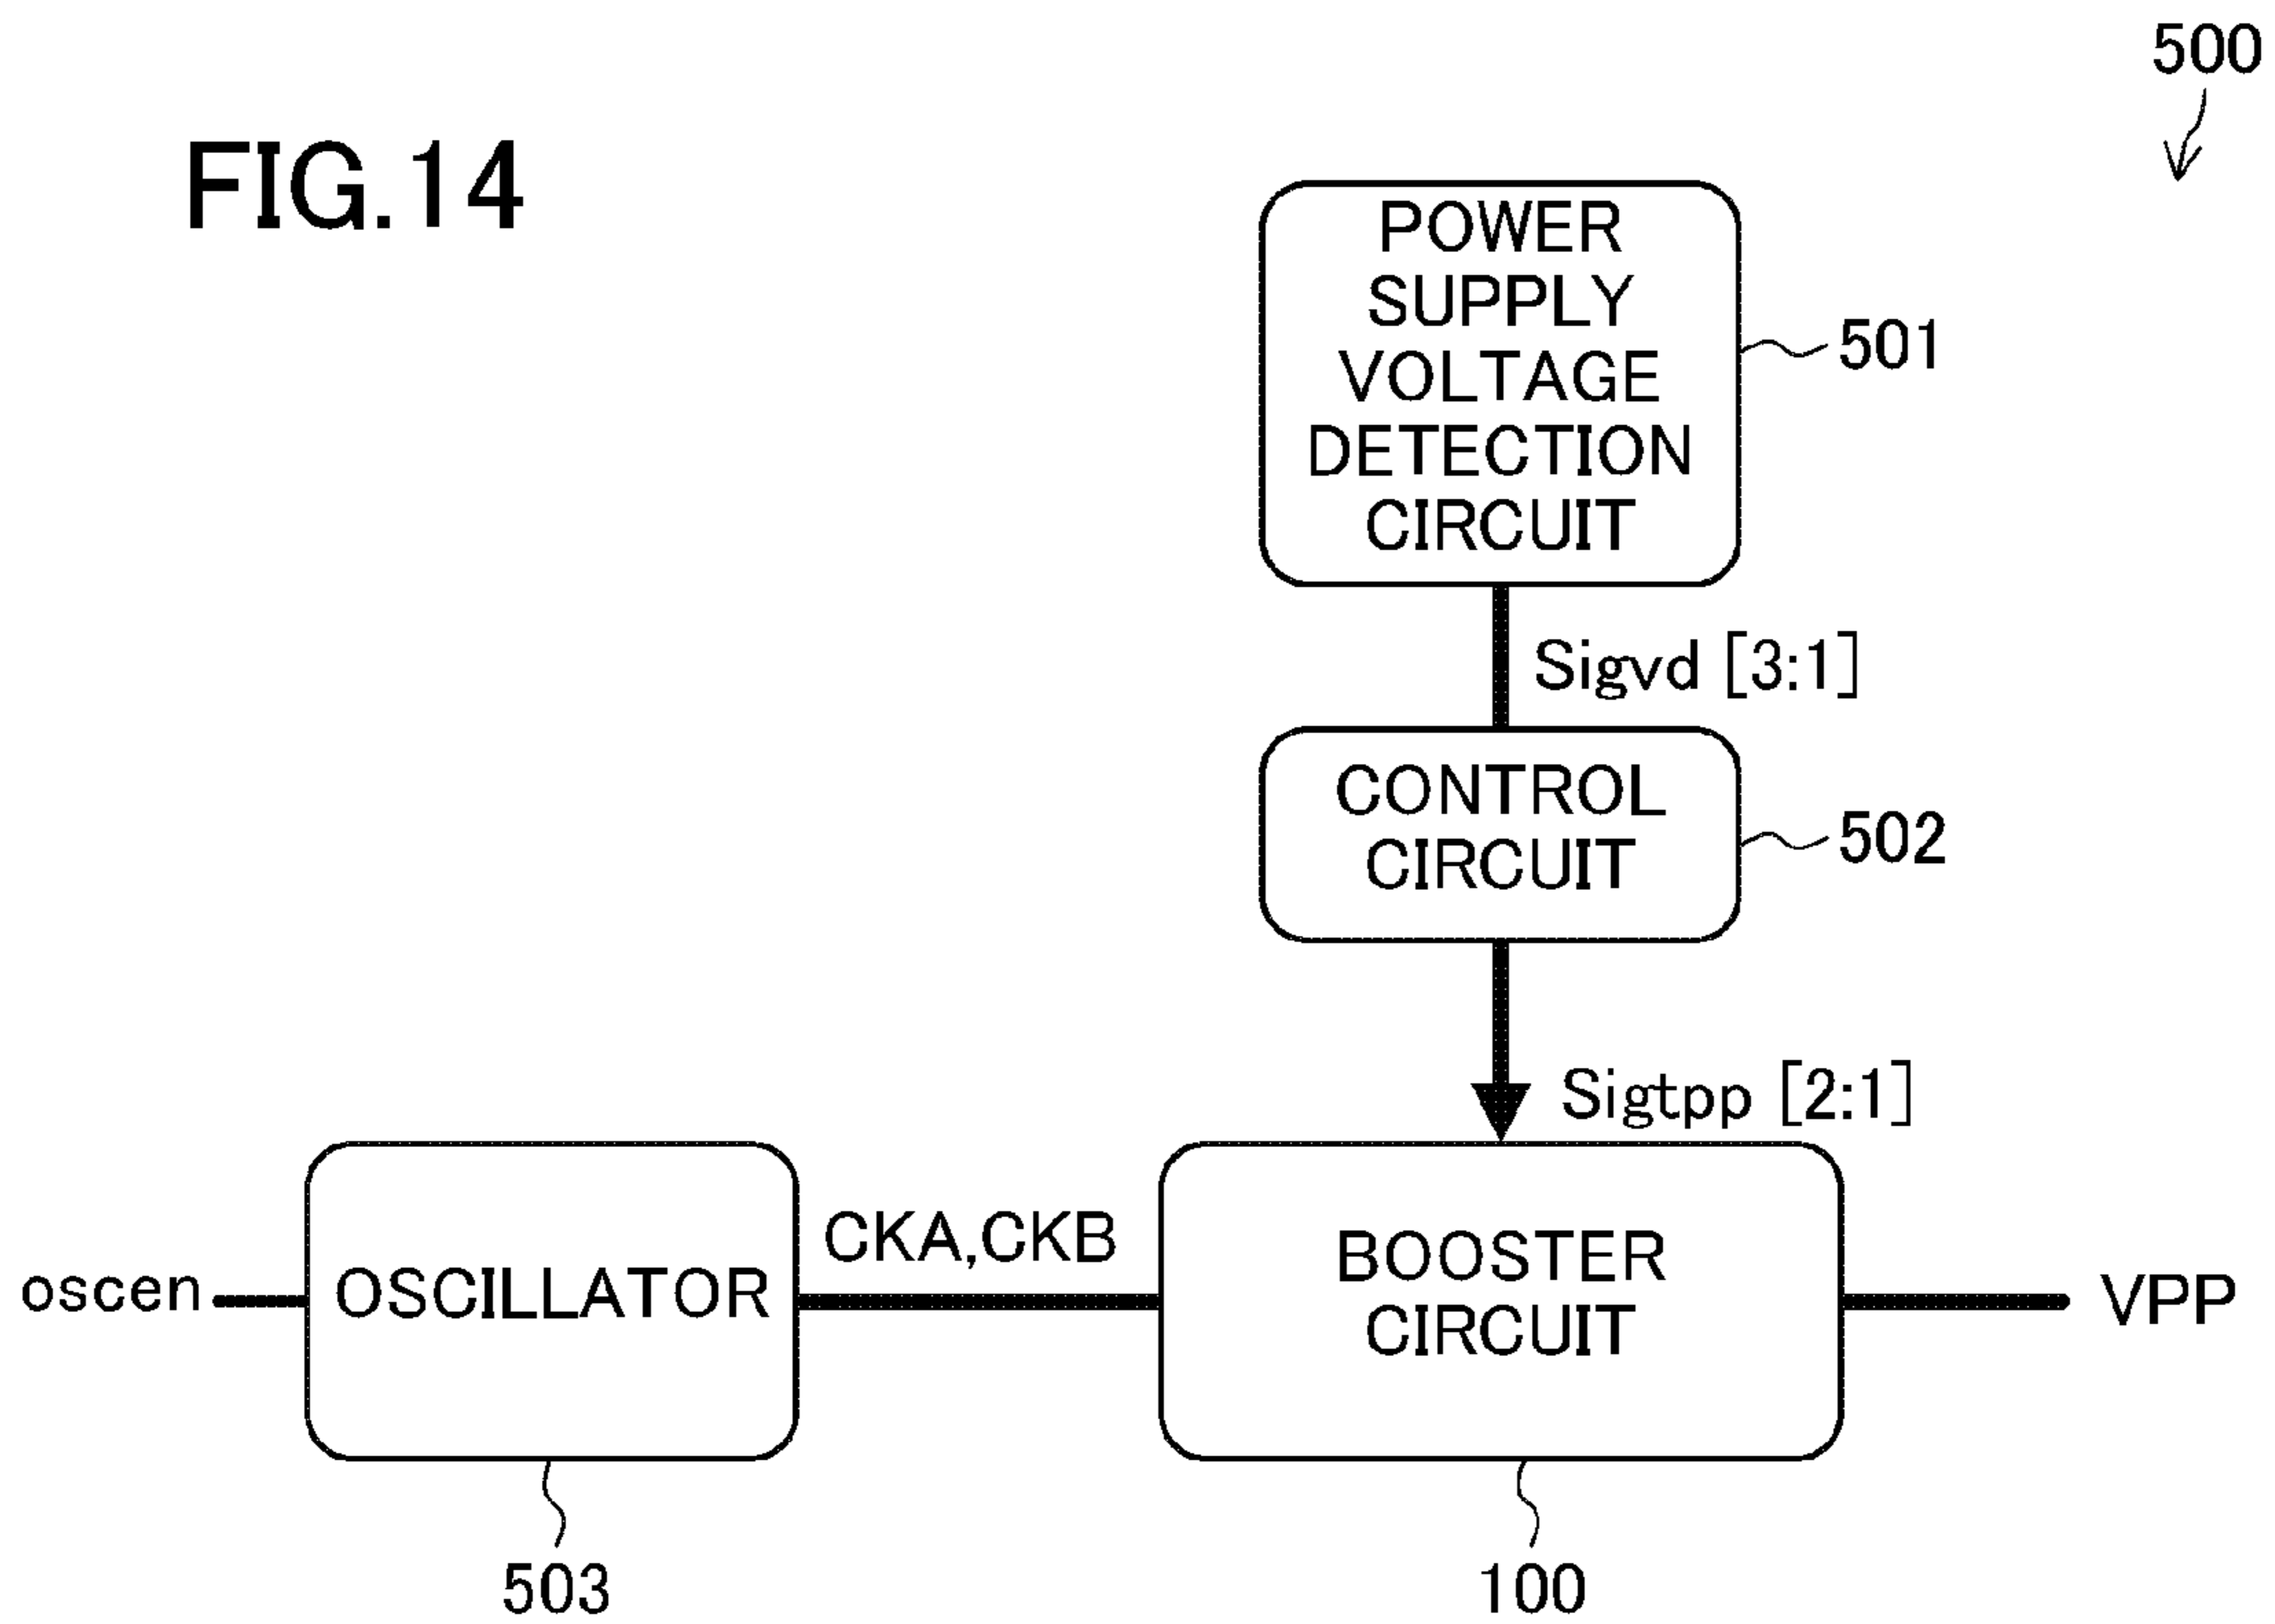 500
FIG.14
POWER
SUPPLY
VOLTAGE
DETECTION
CIRCUIT
501
Sigvd [3:1]
CONTROL
CIRCUIT
502
Sigtpp [2:1]
oscen
OSCILLATOR
CKA,CKB
BOOSTER
CIRCUIT
VPP
503
100